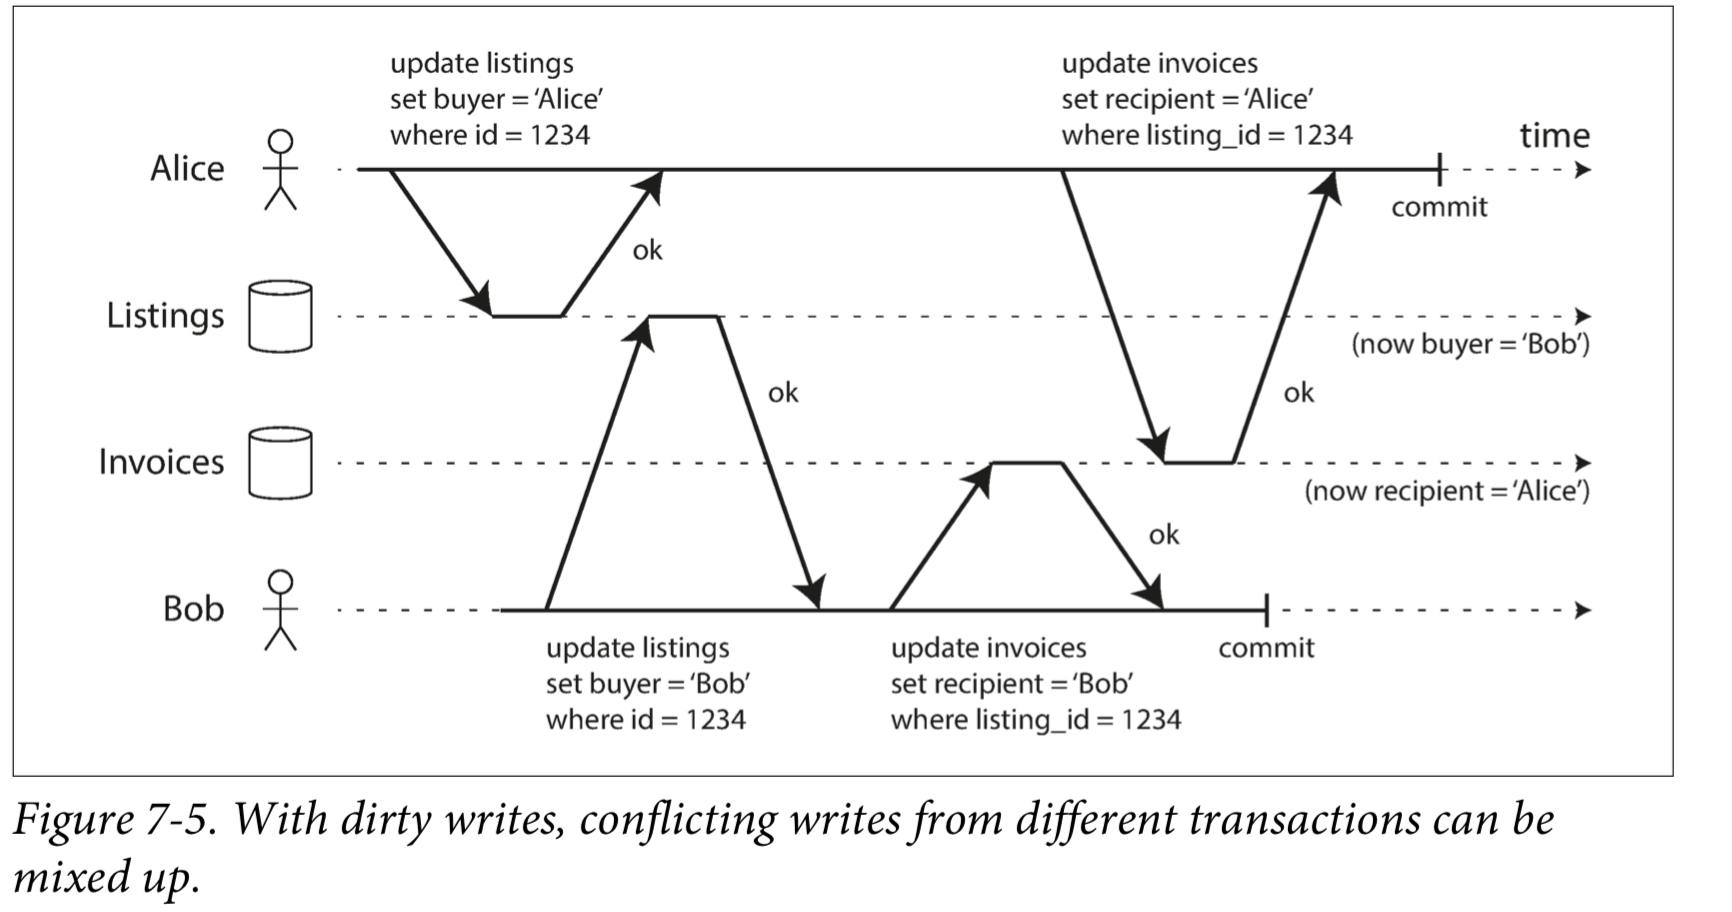 update listings
set buyer = ‘Alice’
where id = 1234
update invoices
set recipient = ‘Alice’
where listing_id = 1234
time
Alice
commit
ok
Listings
(now buyer = ‘Bob’)
ok
ok
Invoices
(now recipient = ‘Alice’)
ok
Bob
update listings
set buyer = ‘Bob’
where id = 1234
update invoices
set recipient = ‘Bob’
where listing_id = 1234
commit
Figure 7-5. With dirty writes, conflicting writes from different transactions can be
mixed up.